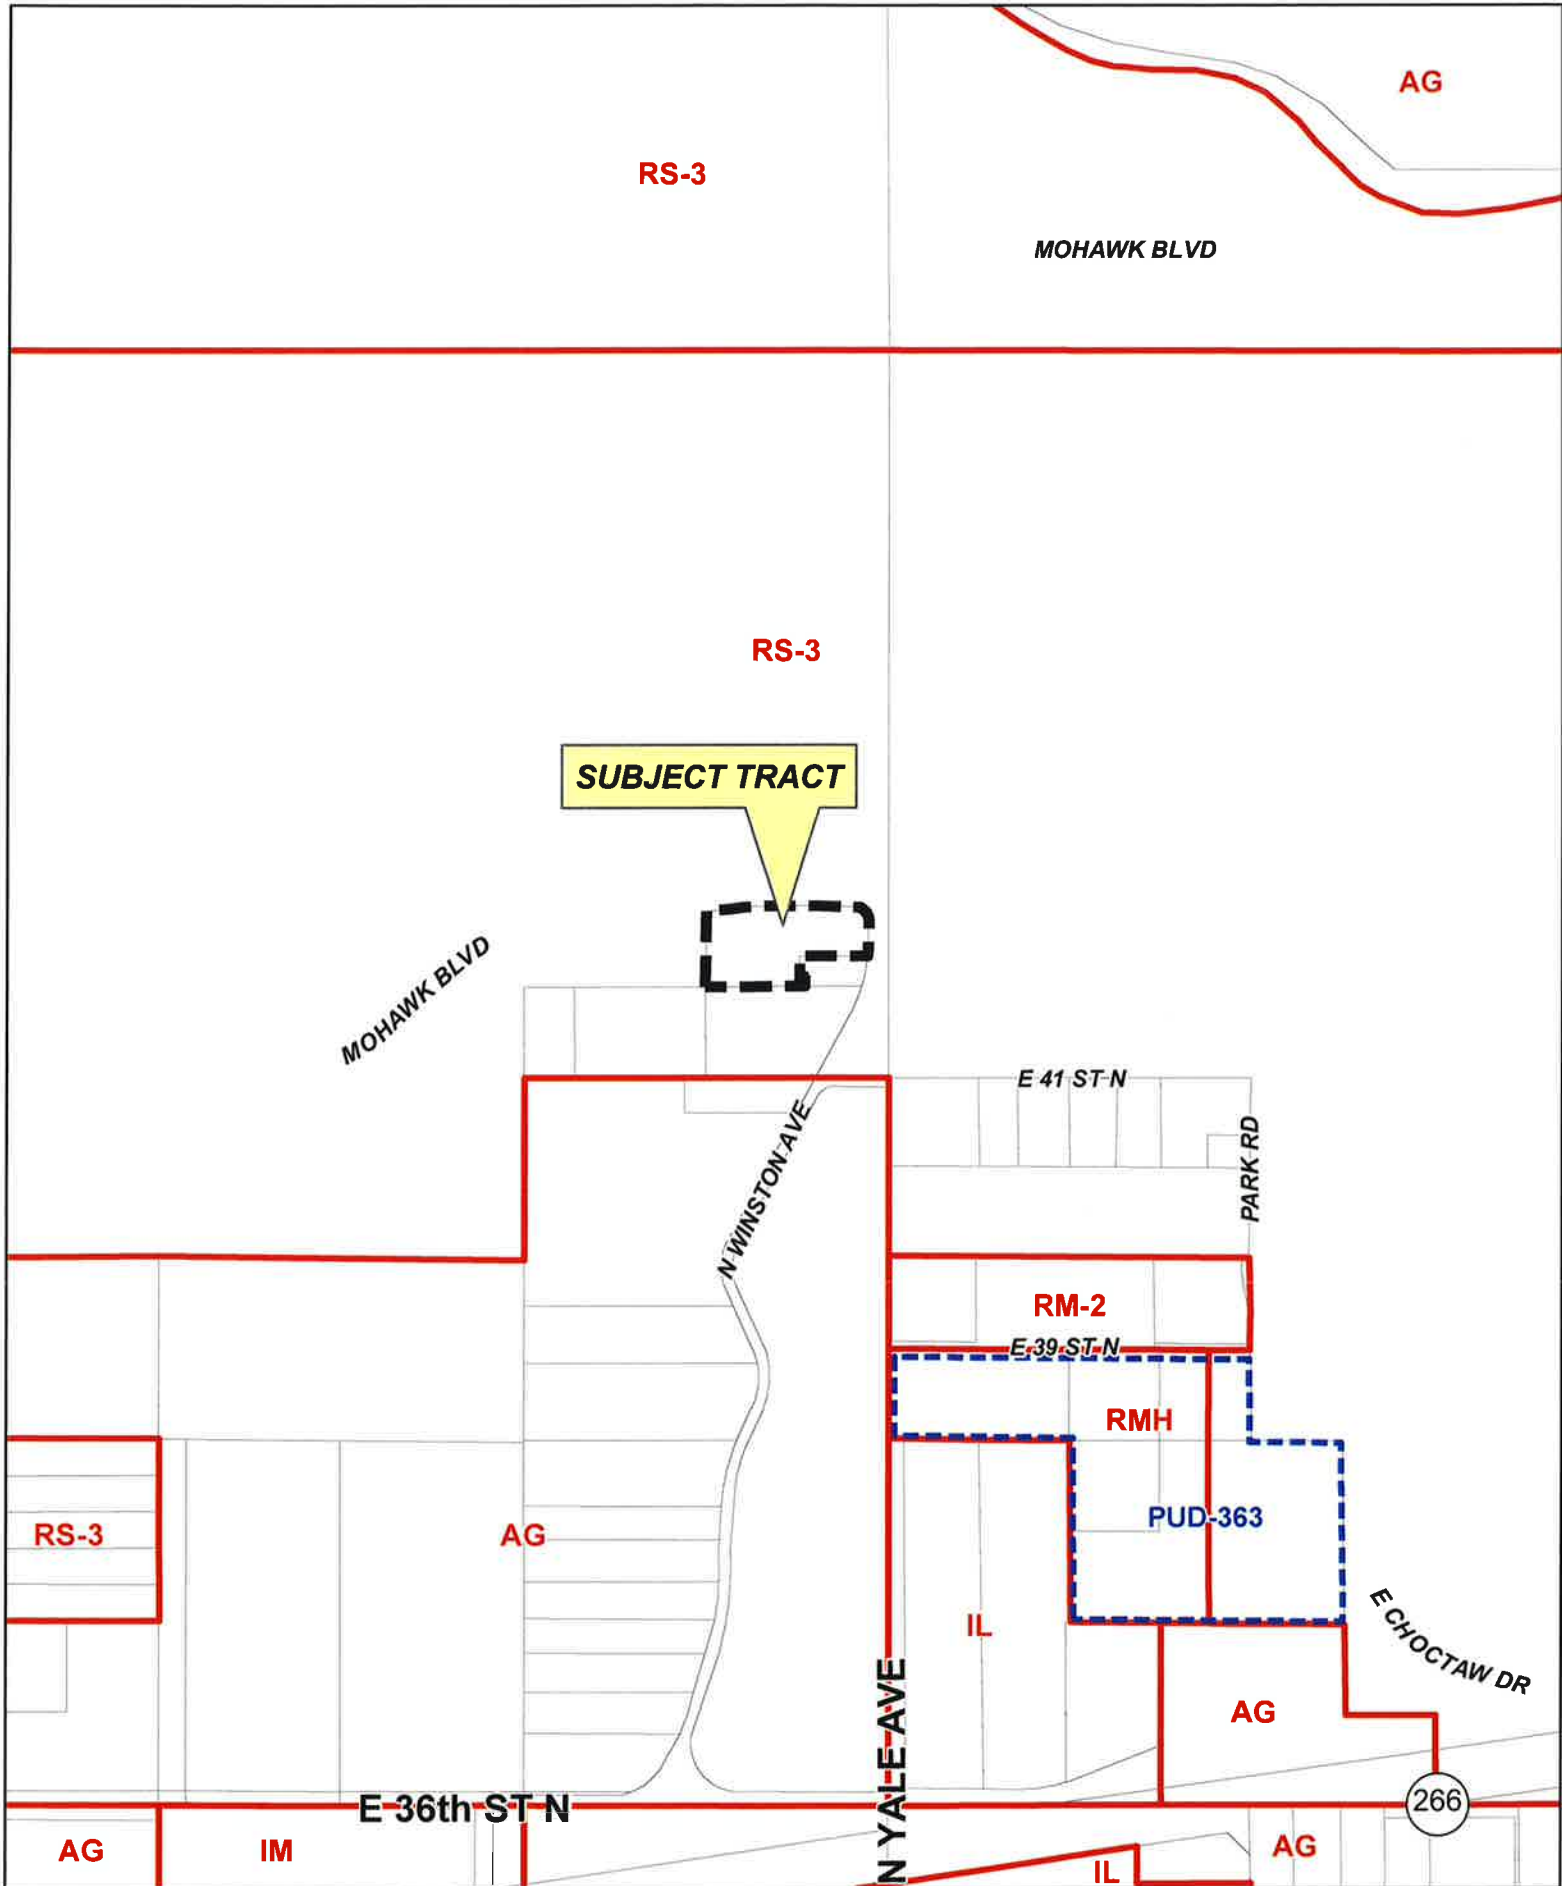 AG
RS-3
MOHAWK BLVD
RS-3
SUBJECT TRACT
MOHAWK BLVD
E 41 ST N
PARK RD
N WINSTON AVE
RM-2
E 39 ST N
RMH
PUD-363
RS-3
AG
IL
E CHOCTAW DR
AG
N YALE AVE
266
E 36th ST N
AG
IM
AG
IL